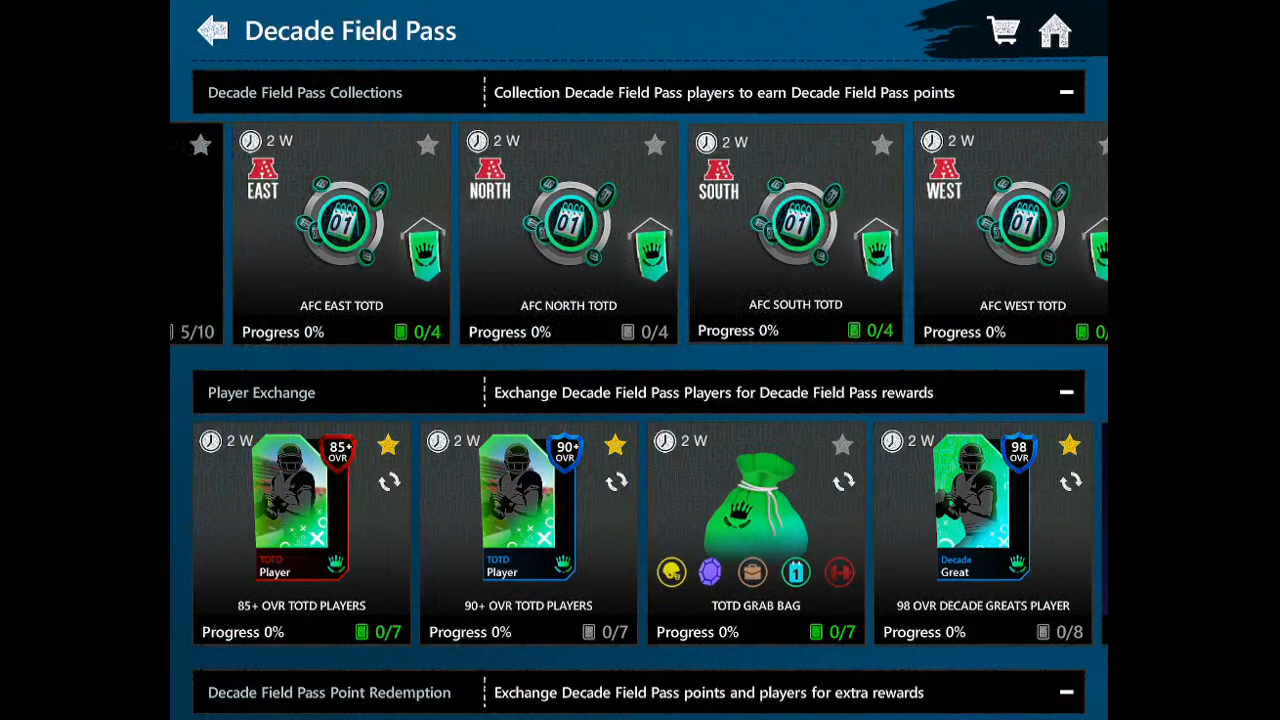 Decade Field Pass
Decade Field Pass Collections
Collection Decade Field Pass players to earn Decade Field Pass points
5/10
2 W
EAST
01
AFC EAST TOTD
Progress 0%
0/4
2 W
NORTH
01
AFC NORTH TOTD
Progress 0%
0/4
2 W
SOUTH
01
AFC SOUTH TOTD
Progress 0%
0/4
2 W
WEST
01
AFC WEST TOTD
Progress 0%
0/
Player Exchange
Exchange Decade Field Pass Players for Decade Field Pass rewards
2 W
85+
OVR
TOTD
Player
85+ OVR TOTD PLAYERS
Progress 0%
0/7
2 W
90+
OVR
TOTD
Player
90+ OVR TOTD PLAYERS
Progress 0%
0/7
2 W
1
TOTD GRAB BAG
Progress 0%
0/7
2 W
98
OVR
Decade
Great
98 OVR DECADE GREATS PLAYER
Progress 0%
0/8
Decade Field Pass Point Redemption
Exchange Decade Field Pass points and players for extra rewards